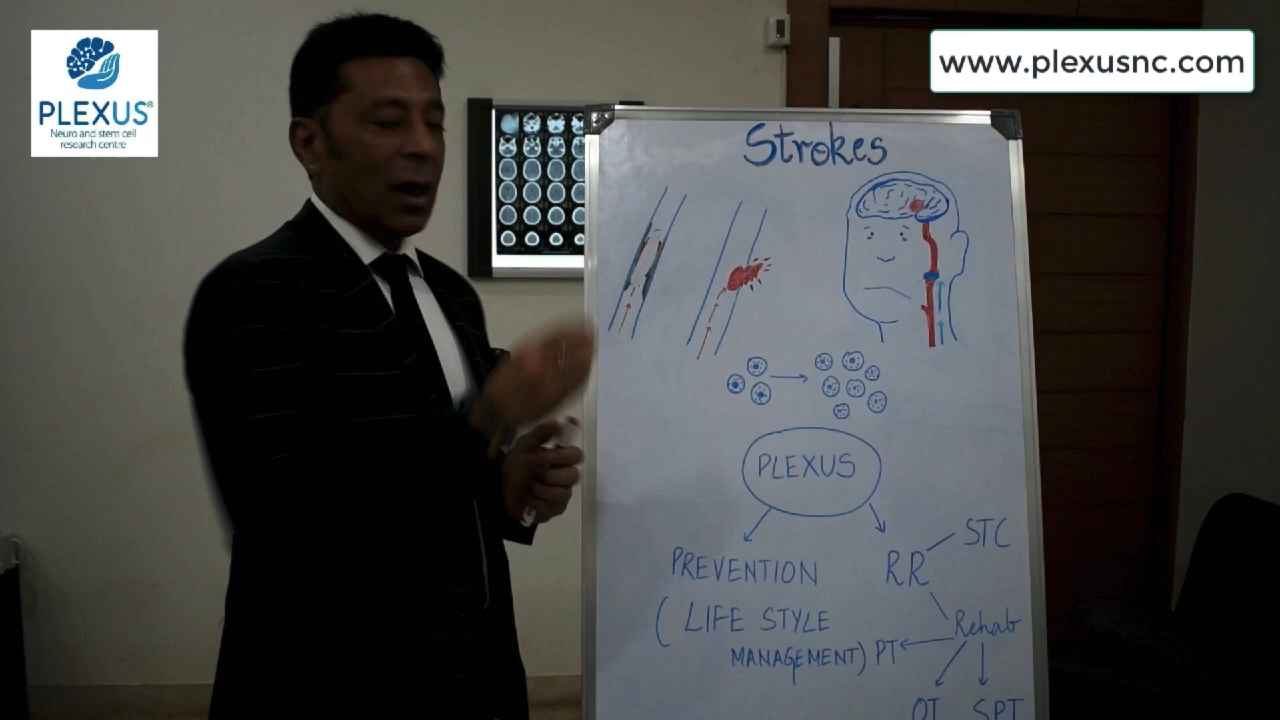 PLEXUS®
Neuro and stem cell
research centre
www.plexusnc.com
Strokes
PLEXUS
PREVENTION
(LIFE STYLE
MANAGEMENT)
RR
STC
Rehab
PT
OT
SPT